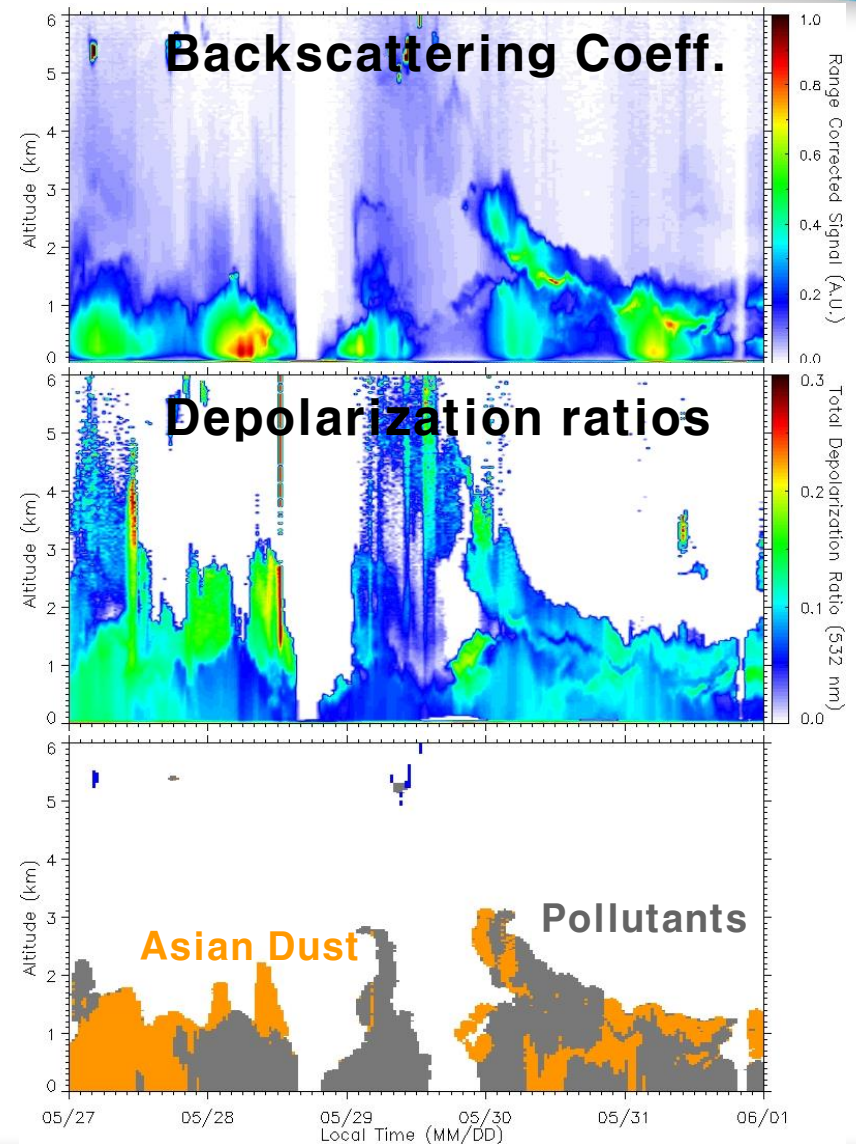 Backscattering Coeff.
6
5
4
3
2
1
0
Altitude (km)
1.0
0.8
0.6
0.4
0.2
0.0
Range Corrected Signal (A.U.)
Depolarization ratios
6
5
4
3
2
1
0
Altitude (km)
0.3
0.2
0.1
0.0
Total Depolarization Ratio (532 nm)
6
5
4
3
2
1
0
Altitude (km)
Pollutants
Asian Dust
05/27 05/28 05/29 05/30 05/31 06/01
Local Time (MM/DD)